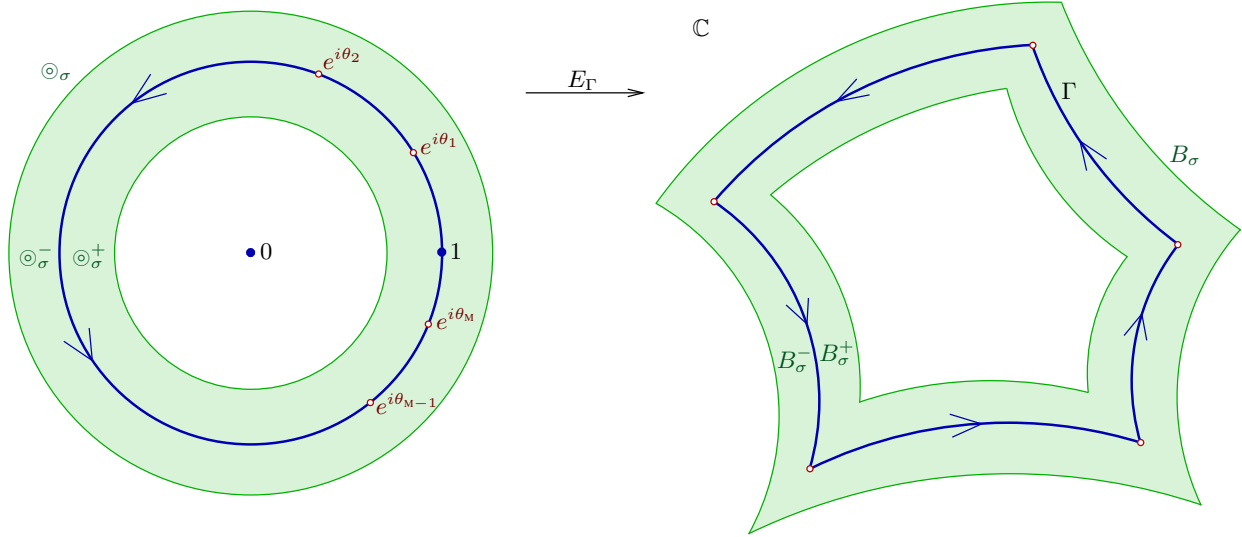 ⊚_σ
e^{iθ_2}
e^{iθ_1}
⊚_σ^-
⊚_σ^+
0
1
e^{iθ_M}
e^{iθ_{M-1}}
E_Γ
ℂ
Γ
B_σ
B_σ^-
B_σ^+